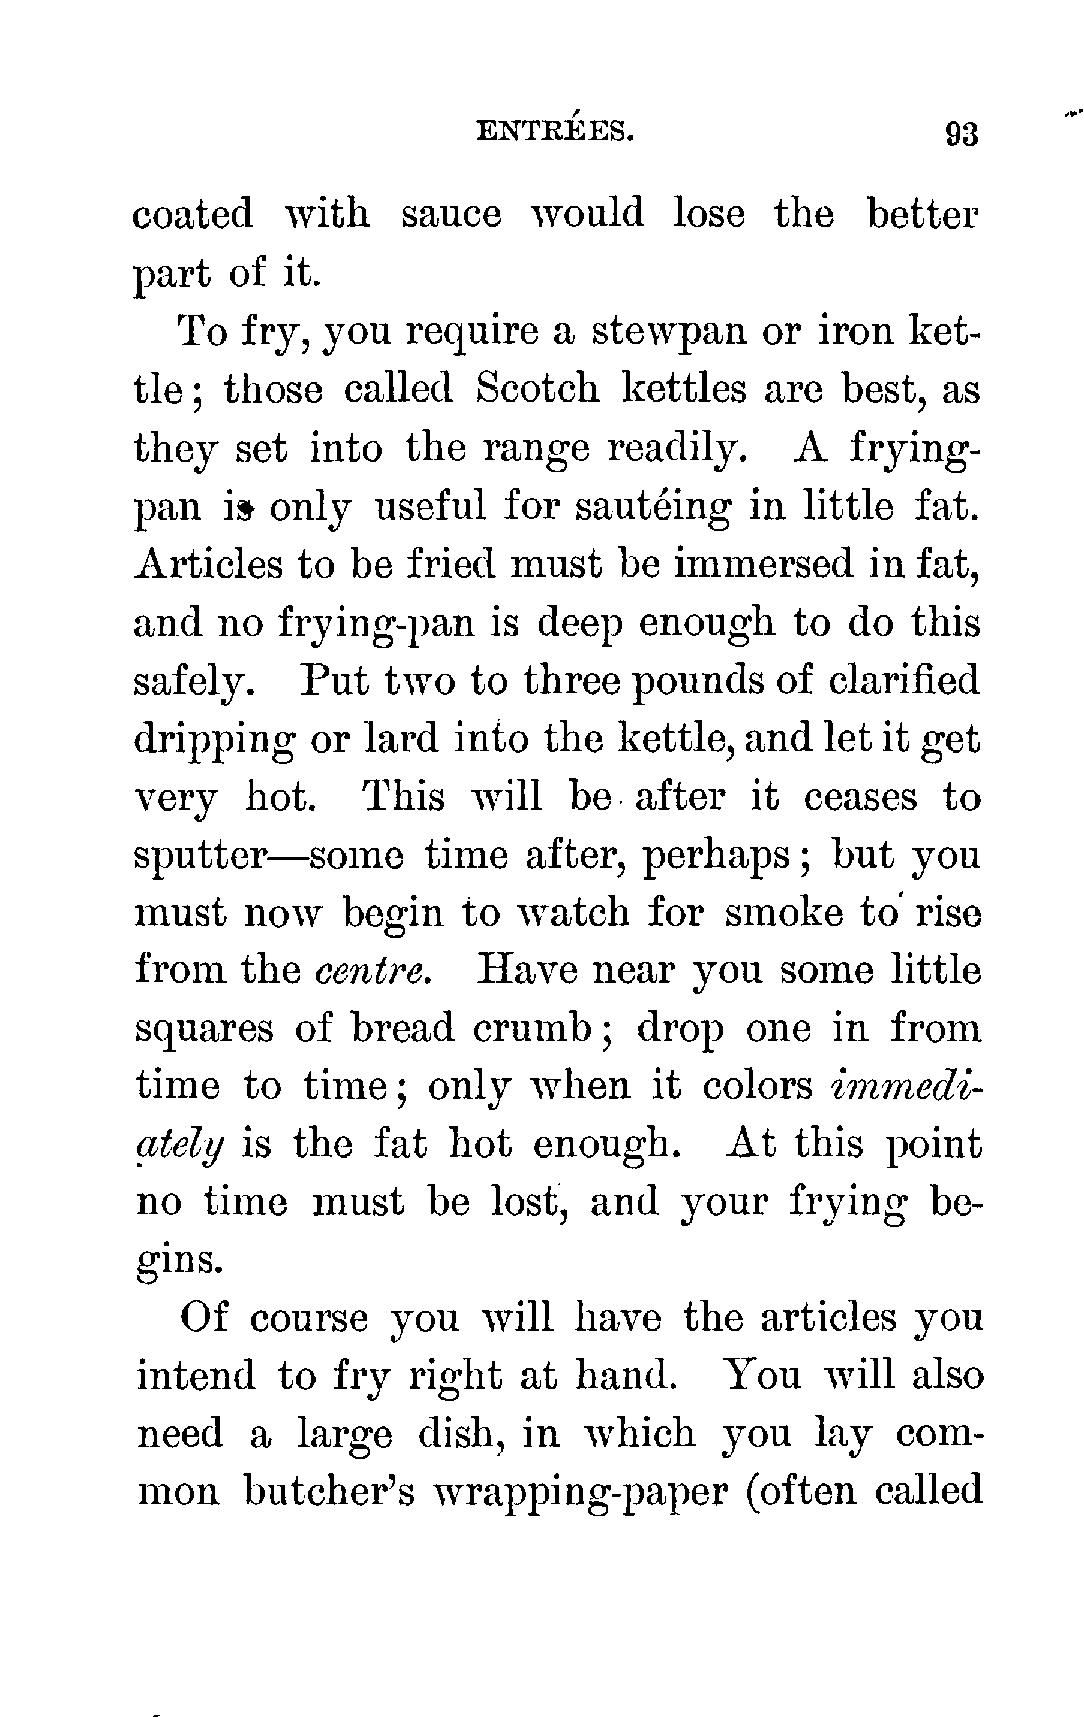 ENTRÉES. 93
coated with sauce would lose the better
part of it.
To fry, you require a stewpan or iron ket-
tle; those called Scotch kettles are best, as
they set into the range readily. A frying-
pan is only useful for sautéing in little fat.
Articles to be fried must be immersed in fat,
and no frying-pan is deep enough to do this
safely. Put two to three pounds of clarified
dripping or lard into the kettle, and let it get
very hot. This will be after it ceases to
sputter—some time after, perhaps; but you
must now begin to watch for smoke to rise
from the centre. Have near you some little
squares of bread crumb; drop one in from
time to time; only when it colors immedi-
ately is the fat hot enough. At this point
no time must be lost, and your frying be-
gins.
Of course you will have the articles you
intend to fry right at hand. You will also
need a large dish, in which you lay com-
mon butcher's wrapping-paper (often called